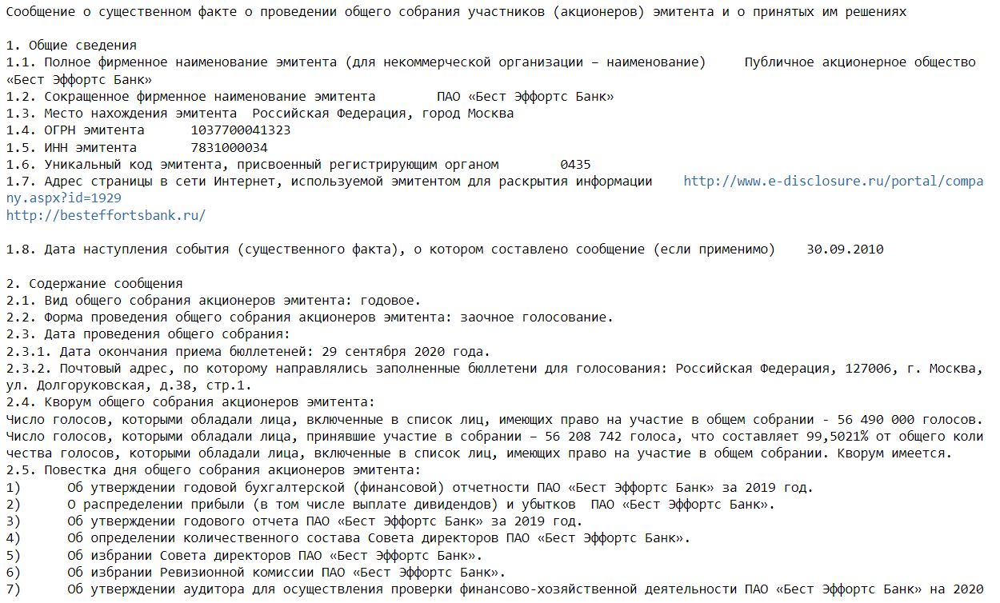 Сообщение о существенном факте о проведении общего собрания участников (акционеров) эмитента и о принятых им решениях
1. Общие сведения
1.1. Полное фирменное наименование эмитента (для некоммерческой организации – наименование) Публичное акционерное общество
«Бест Эффортс Банк»
1.2. Сокращенное фирменное наименование эмитента ПАО «Бест Эффортс Банк»
1.3. Место нахождения эмитента Российская Федерация, город Москва
1.4. ОГРН эмитента 1037700041323
1.5. ИНН эмитента 7831000034
1.6. Уникальный код эмитента, присвоенный регистрирующим органом 0435
1.7. Адрес страницы в сети Интернет, используемой эмитентом для раскрытия информации http://www.e-disclosure.ru/portal/compa
ny.aspx?id=1929
http://besteffortsbank.ru/
1.8. Дата наступления события (существенного факта), о котором составлено сообщение (если применимо) 30.09.2010
2. Содержание сообщения
2.1. Вид общего собрания акционеров эмитента: годовое.
2.2. Форма проведения общего собрания акционеров эмитента: заочное голосование.
2.3. Дата проведения общего собрания:
2.3.1. Дата окончания приема бюллетеней: 29 сентября 2020 года.
2.3.2. Почтовый адрес, по которому направлялись заполненные бюллетени для голосования: Российская Федерация, 127006, г. Москва,
ул. Долгоруковская, д.38, стр.1.
2.4. Кворум общего собрания акционеров эмитента:
Число голосов, которыми обладали лица, включенные в список лиц, имеющих право на участие в общем собрании - 56 490 000 голосов.
Число голосов, которыми обладали лица, принявшие участие в собрании – 56 208 742 голоса, что составляет 99,5021% от общего коли
чества голосов, которыми обладали лица, включенные в список лиц, имеющих право на участие в общем собрании. Кворум имеется.
2.5. Повестка дня общего собрания акционеров эмитента:
1) Об утверждении годовой бухгалтерской (финансовой) отчетности ПАО «Бест Эффортс Банк» за 2019 год.
2) О распределении прибыли (в том числе выплате дивидендов) и убытков ПАО «Бест Эффортс Банк».
3) Об утверждении годового отчета ПАО «Бест Эффортс Банк» за 2019 год.
4) Об определении количественного состава Совета директоров ПАО «Бест Эффортс Банк».
5) Об избрании Совета директоров ПАО «Бест Эффортс Банк».
6) Об избрании Ревизионной комиссии ПАО «Бест Эффортс Банк».
7) Об утверждении аудитора для осуществления проверки финансово-хозяйственной деятельности ПАО «Бест Эффортс Банк» на 2020